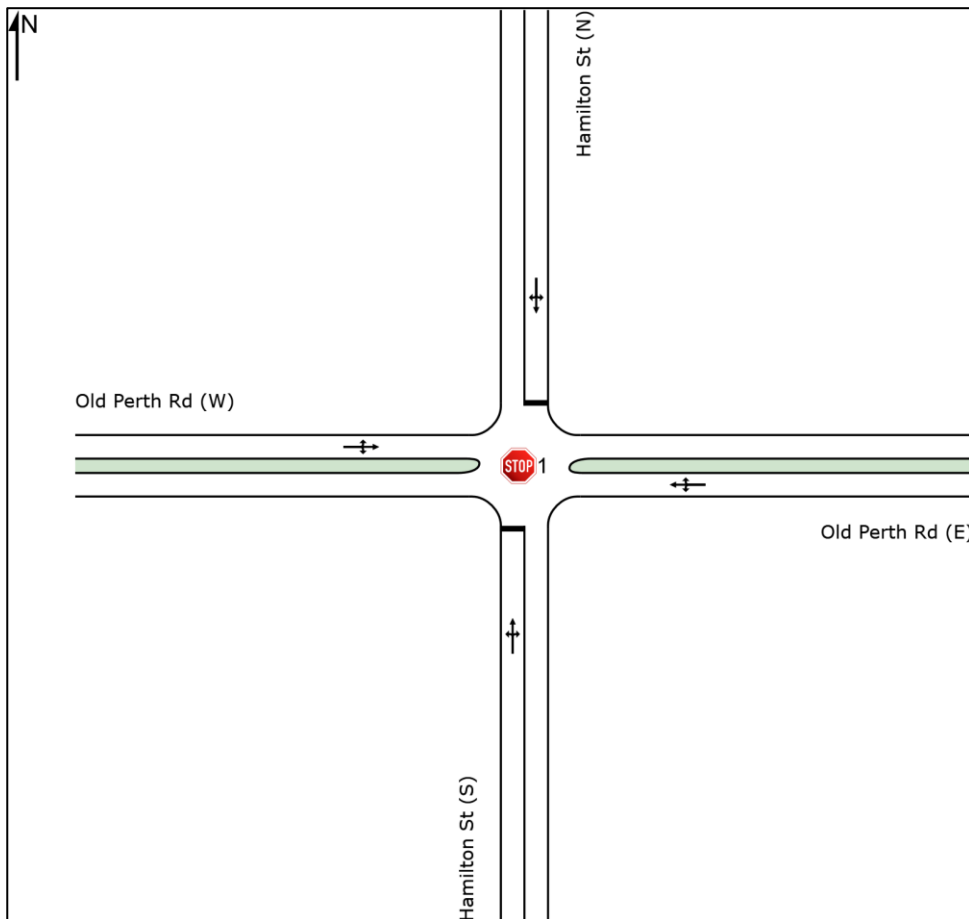 N
Hamilton St (N)
Old Perth Rd (W)
STOP 1
Old Perth Rd (E)
Hamilton St (S)